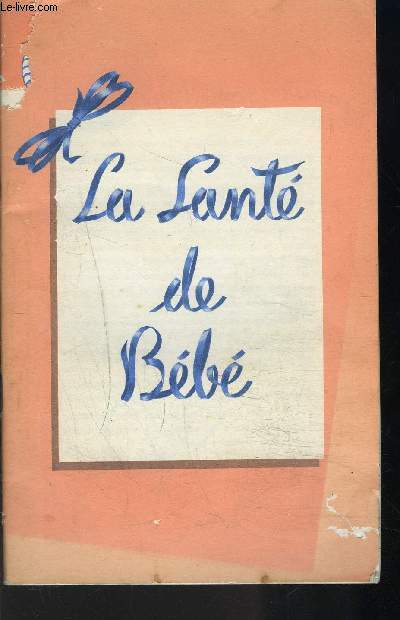 Le-livre.com
La Santé
de
Bébé